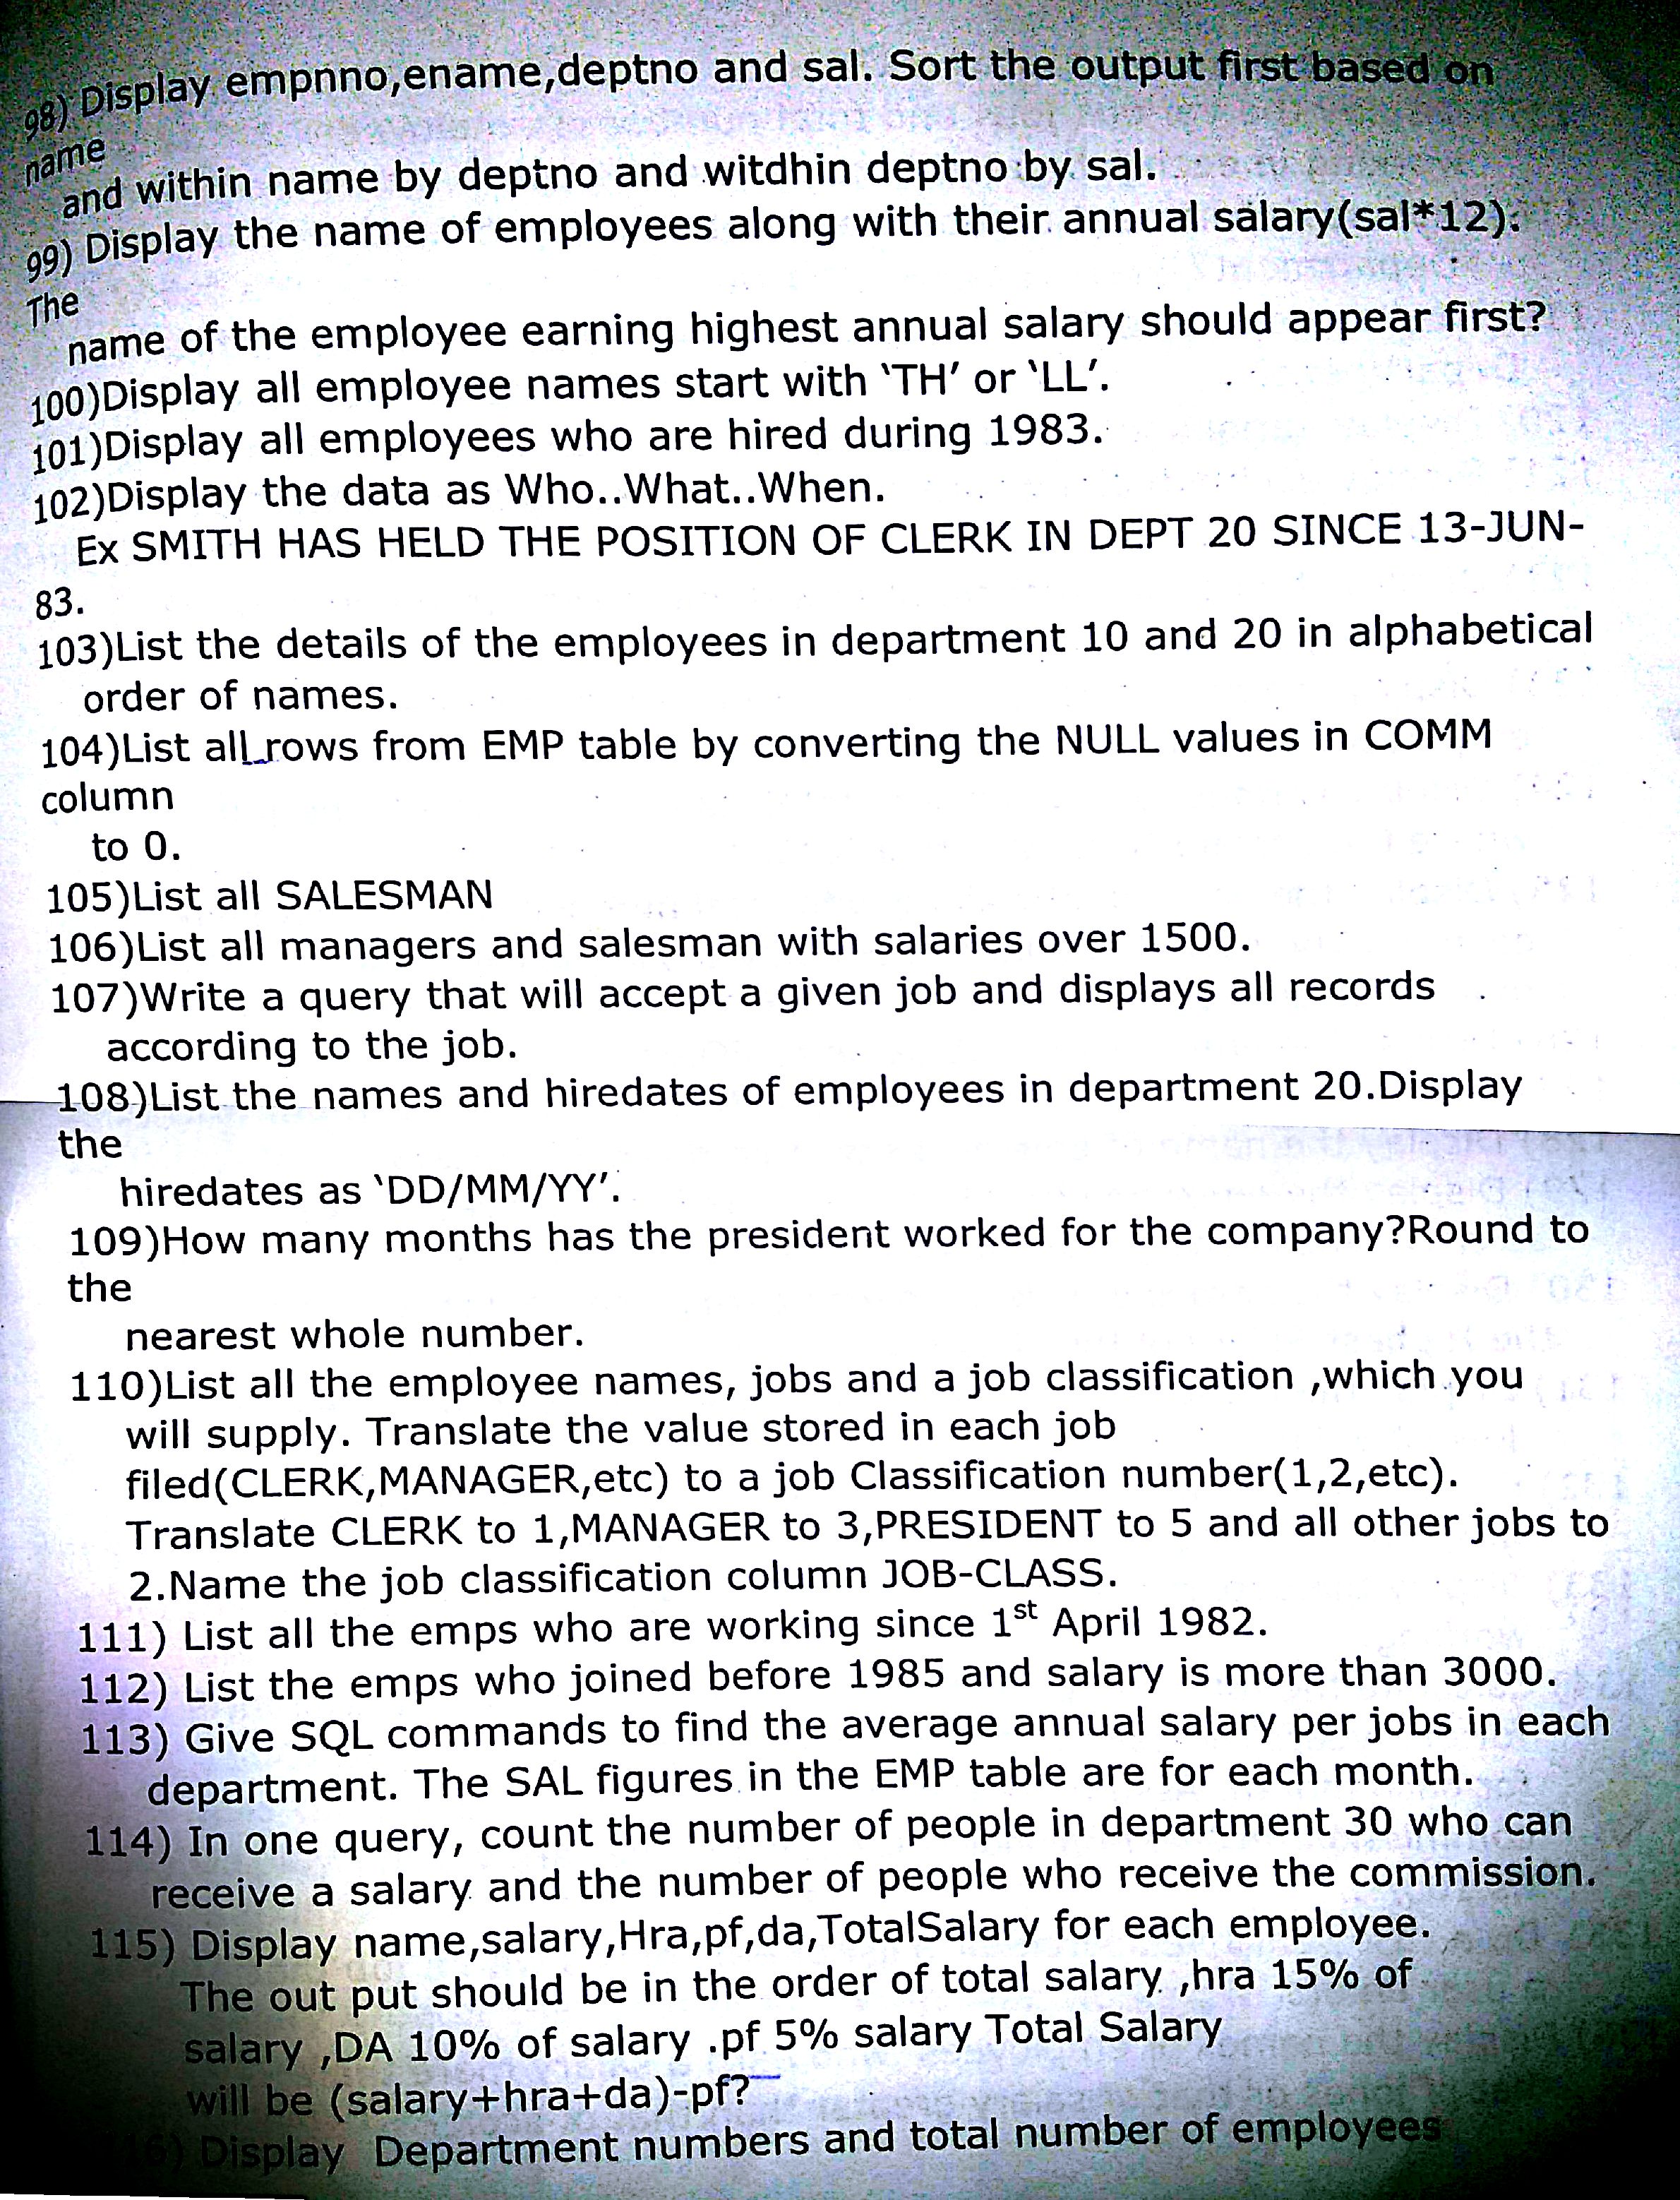 98) Display empnno,ename,deptno and sal. Sort the output first based on
name
and within name by deptno and witdhin deptno by sal.
99) Display the name of employees along with their annual salary(sal*12).
The
name of the employee earning highest annual salary should appear first?
100)Display all employee names start with ‘TH’ or ‘LL’.
101)Display all employees who are hired during 1983.
102)Display the data as Who..What..When.
Ex SMITH HAS HELD THE POSITION OF CLERK IN DEPT 20 SINCE 13-JUN-
83.
103)List the details of the employees in department 10 and 20 in alphabetical
order of names.
104)List all rows from EMP table by converting the NULL values in COMM
column
to 0.
105)List all SALESMAN
106)List all managers and salesman with salaries over 1500.
107)Write a query that will accept a given job and displays all records
according to the job.
108)List the names and hiredates of employees in department 20.Display
the
hiredates as ‘DD/MM/YY’.
109)How many months has the president worked for the company?Round to
the
nearest whole number.
110)List all the employee names, jobs and a job classification ,which you
will supply. Translate the value stored in each job
filed(CLERK,MANAGER,etc) to a job Classification number(1,2,etc).
Translate CLERK to 1,MANAGER to 3,PRESIDENT to 5 and all other jobs to
2.Name the job classification column JOB-CLASS.
111) List all the emps who are working since 1st April 1982.
112) List the emps who joined before 1985 and salary is more than 3000.
113) Give SQL commands to find the average annual salary per jobs in each
department. The SAL figures in the EMP table are for each month.
114) In one query, count the number of people in department 30 who can
receive a salary and the number of people who receive the commission.
115) Display name,salary,Hra,pf,da,TotalSalary for each employee.
The out put should be in the order of total salary ,hra 15% of
salary ,DA 10% of salary .pf 5% salary Total Salary
will be (salary+hra+da)-pf?
116) Display Department numbers and total number of employees